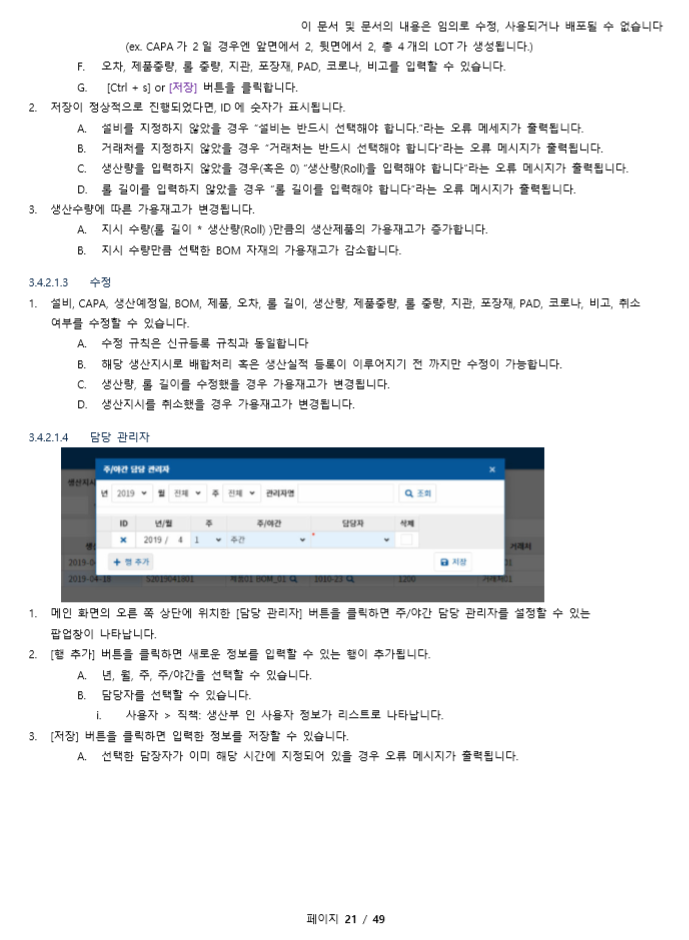 이 문서 및 문서의 내용은 임의로 수정, 사용되거나 배포될 수 없습니다
(ex. CAPA 가 2 일 경우엔 앞면에서 2, 뒷면에서 2, 총 4 개의 LOT 가 생성됩니다.)
F. 오차, 제품중량, 롤 중량, 지관, 포장재, PAD, 코로나, 비고를 입력할 수 있습니다.
G. [Ctrl + s] or [저장] 버튼을 클릭합니다.
2. 저장이 정상적으로 진행되었다면, ID 에 숫자가 표시됩니다.
A. 설비를 지정하지 않았을 경우 “설비는 반드시 선택해야 합니다.”라는 오류 메세지가 출력됩니다.
B. 거래처를 지정하지 않았을 경우 “거래처는 반드시 선택해야 합니다”라는 오류 메시지가 출력됩니다.
C. 생산량을 입력하지 않았을 경우(혹은 0) “생산량(Roll)을 입력해야 합니다”라는 오류 메시지가 출력됩니다.
D. 롤 길이를 입력하지 않았을 경우 “롤 길이를 입력해야 합니다”라는 오류 메시지가 출력됩니다.
3. 생산수량에 따른 가용재고가 변경됩니다.
A. 지시 수량(롤 길이 * 생산량(Roll) )만큼의 생산제품의 가용재고가 증가합니다.
B. 지시 수량만큼 선택한 BOM 자재의 가용재고가 감소합니다.
3.4.2.1.3 수정
1. 설비, CAPA, 생산예정일, BOM, 제품, 오차, 롤 길이, 생산량, 제품중량, 롤 중량, 지관, 포장재, PAD, 코로나, 비고, 취소
여부를 수정할 수 있습니다.
A. 수정 규칙은 신규등록 규칙과 동일합니다
B. 해당 생산지시로 배합처리 혹은 생산실적 등록이 이루어지기 전 까지만 수정이 가능합니다.
C. 생산량, 롤 길이를 수정했을 경우 가용재고가 변경됩니다.
D. 생산지시를 취소했을 경우 가용재고가 변경됩니다.
3.4.2.1.4 담당 관리자
주/야간 담당 관리자 ×
생산지시
년 2019 월 전체 주 전체 관리자명 조회
ID 년/월 주 주/야간 담당자 삭제
2019 / 4 1 주간
거래처
+ 행 추가 저장
2019-04-18 S2019041801 제품01 BOM_01 1010-23 1200 거래처01
1. 메인 화면의 오른 쪽 상단에 위치한 [담당 관리자] 버튼을 클릭하면 주/야간 담당 관리자를 설정할 수 있는
팝업창이 나타납니다.
2. [행 추가] 버튼을 클릭하면 새로운 정보를 입력할 수 있는 행이 추가됩니다.
A. 년, 월, 주, 주/야간을 선택할 수 있습니다.
B. 담당자를 선택할 수 있습니다.
i. 사용자 > 직책: 생산부 인 사용자 정보가 리스트로 나타납니다.
3. [저장] 버튼을 클릭하면 입력한 정보를 저장할 수 있습니다.
A. 선택한 담장자가 이미 해당 시간에 지정되어 있을 경우 오류 메시지가 출력됩니다.
페이지 21 / 49